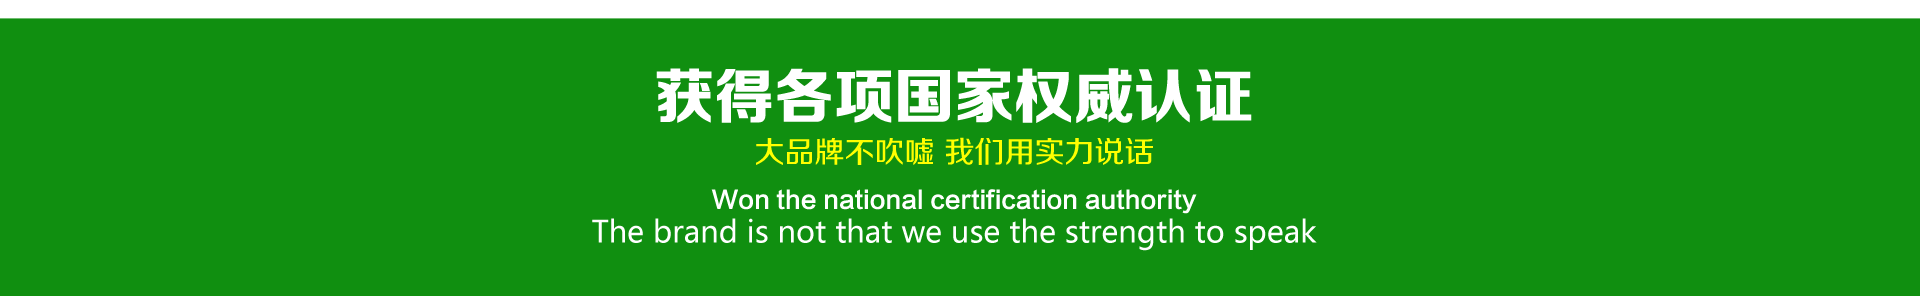 获得各项国家权威认证
大品牌不吹嘘 我们用实力说话
Won the national certification authority
The brand is not that we use the strength to speak